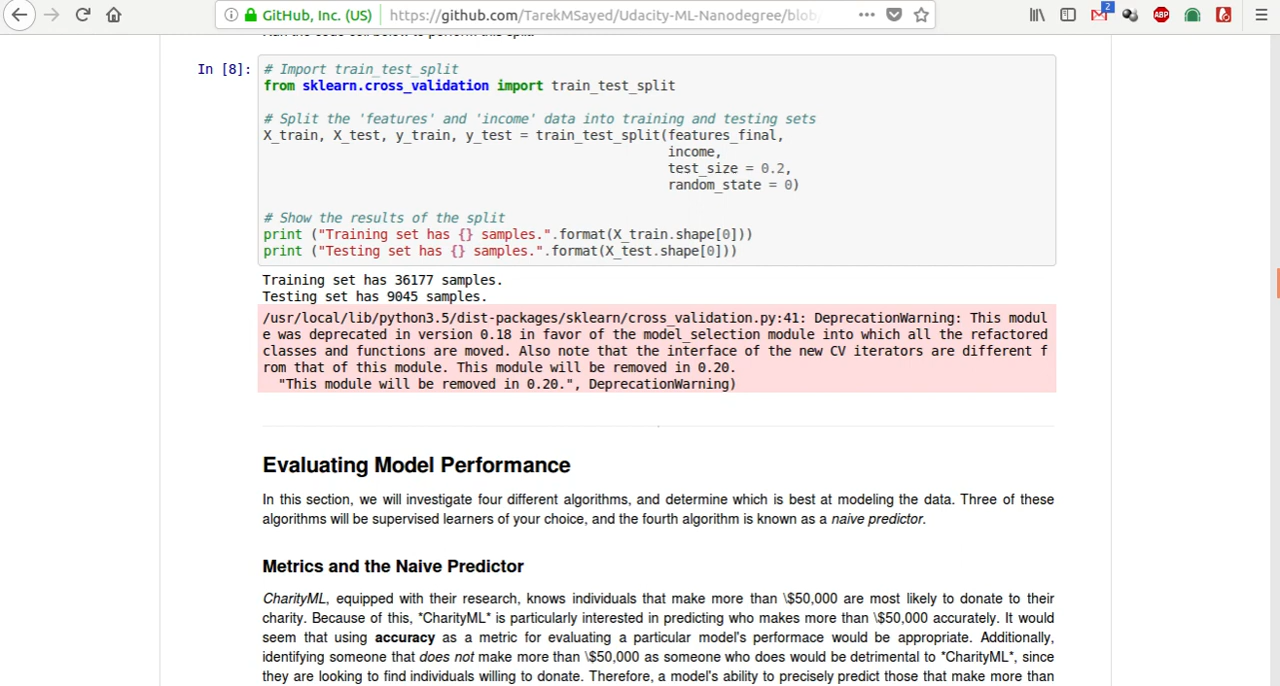 GitHub, Inc. (US) https://github.com/TarekMSayed/Udacity-ML-Nanodegree/blob/
2
ABP
In [8]:
# Import train_test_split
from sklearn.cross_validation import train_test_split
# Split the 'features' and 'income' data into training and testing sets
X_train, X_test, y_train, y_test = train_test_split(features_final,
income,
test_size = 0.2,
random_state = 0)
# Show the results of the split
print ("Training set has {} samples.".format(X_train.shape[0]))
print ("Testing set has {} samples.".format(X_test.shape[0]))
Training set has 36177 samples.
Testing set has 9045 samples.
/usr/local/lib/python3.5/dist-packages/sklearn/cross_validation.py:41: DeprecationWarning: This modul
e was deprecated in version 0.18 in favor of the model_selection module into which all the refactored
classes and functions are moved. Also note that the interface of the new CV iterators are different f
rom that of this module. This module will be removed in 0.20.
"This module will be removed in 0.20.", DeprecationWarning)
Evaluating Model Performance
In this section, we will investigate four different algorithms, and determine which is best at modeling the data. Three of these
algorithms will be supervised learners of your choice, and the fourth algorithm is known as a naive predictor.
Metrics and the Naive Predictor
CharityML, equipped with their research, knows individuals that make more than \$50,000 are most likely to donate to their
charity. Because of this, *CharityML* is particularly interested in predicting who makes more than \$50,000 accurately. It would
seem that using accuracy as a metric for evaluating a particular model's performace would be appropriate. Additionally,
identifying someone that does not make more than \$50,000 as someone who does would be detrimental to *CharityML*, since
they are looking to find individuals willing to donate. Therefore, a model's ability to precisely predict those that make more than